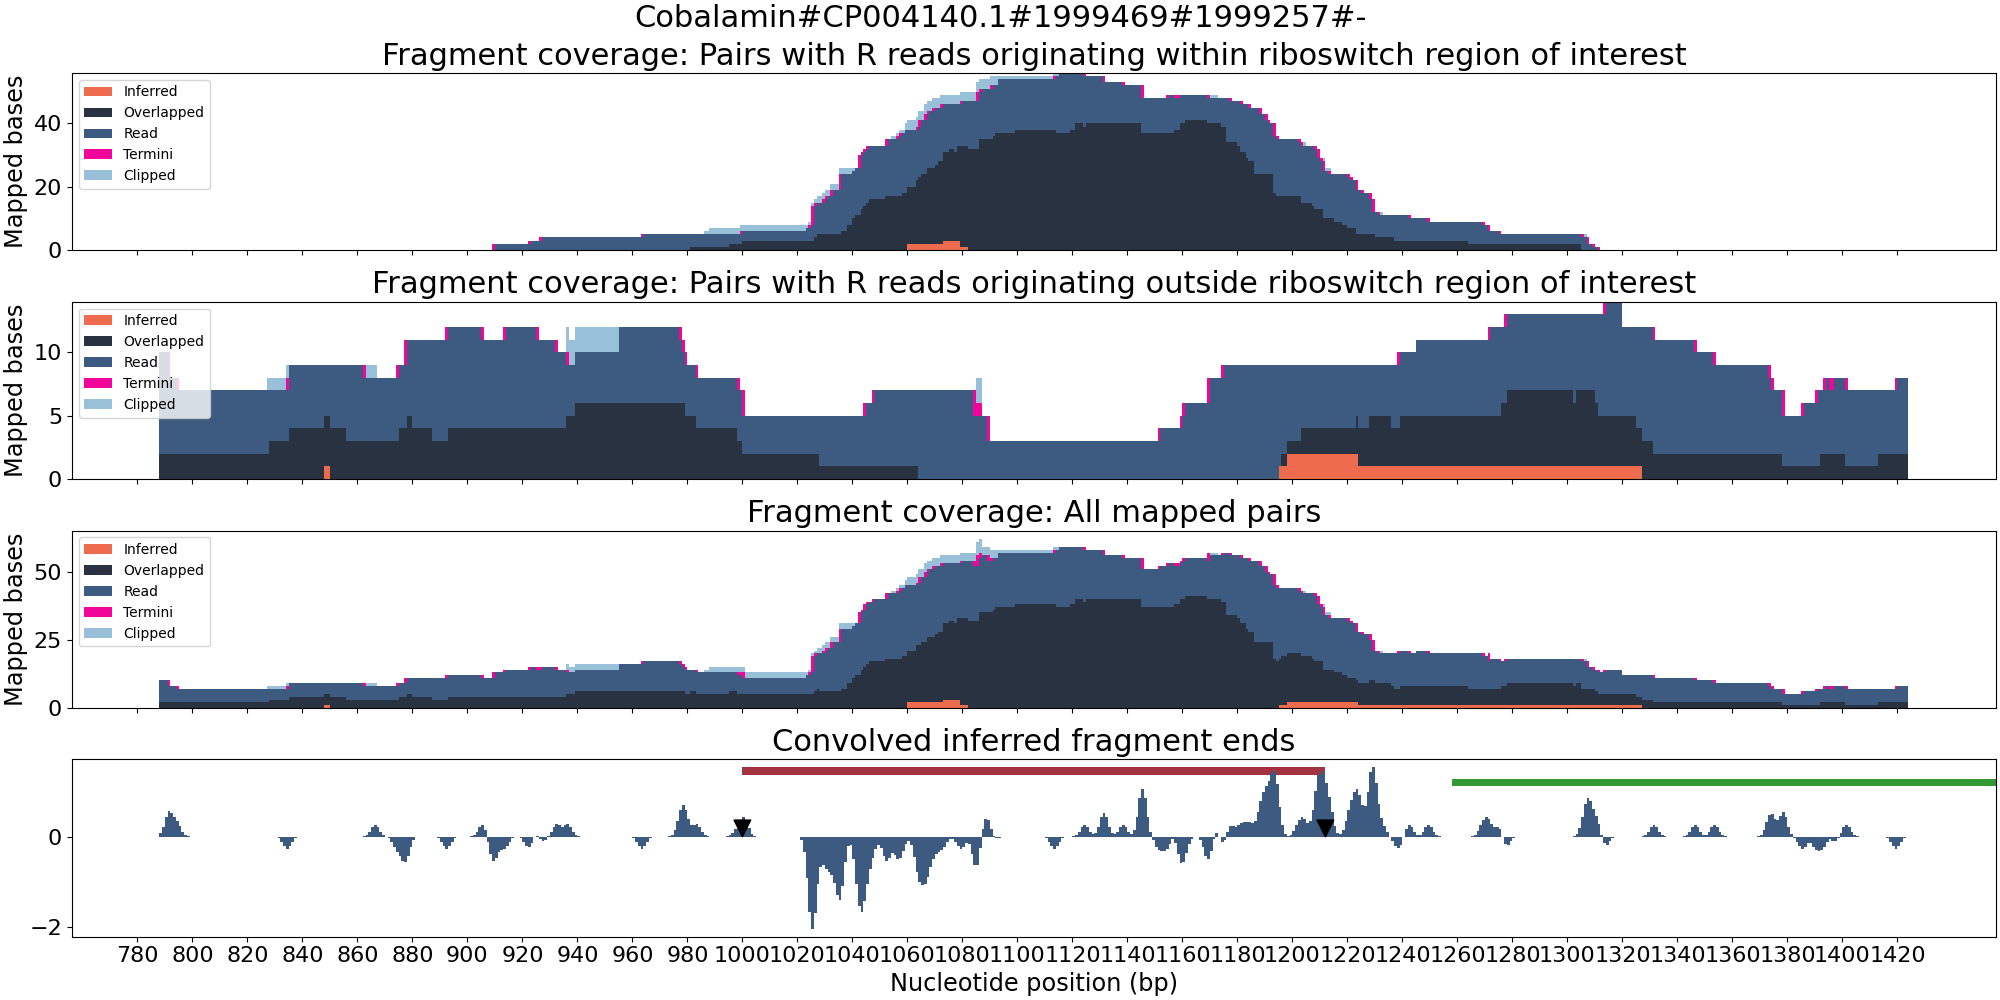 Cobalamin#CP004140.1#1999469#1999257#-
Fragment coverage: Pairs with R reads originating within riboswitch region of interest
Mapped bases
40
20
0
Inferred
Overlapped
Read
Termini
Clipped
Fragment coverage: Pairs with R reads originating outside riboswitch region of interest
Mapped bases
10
5
0
Inferred
Overlapped
Read
Termini
Clipped
Fragment coverage: All mapped pairs
Mapped bases
50
25
0
Inferred
Overlapped
Read
Termini
Clipped
Convolved inferred fragment ends
0
−2
780 800 820 840 860 880 900 920 940 960 980 1000 1020 1040 1060 1080 1100 1120 1140 1160 1180 1200 1220 1240 1260 1280 1300 1320 1340 1360 1380 1400 1420
Nucleotide position (bp)